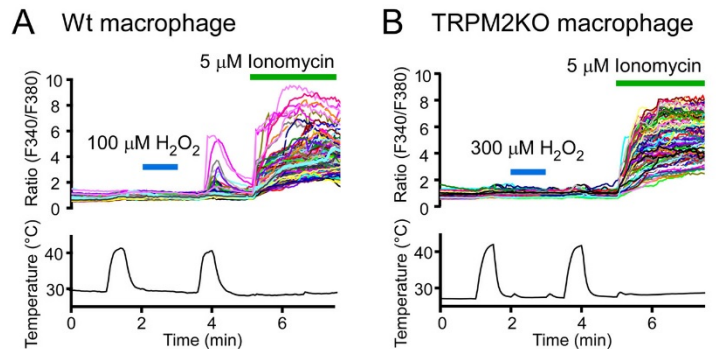 A Wt macrophage
5 μM Ionomycin
Ratio (F340/F380)
10
8
6
4
2
0
100 μM H₂O₂
Temperature (°C)
40
30
0 2 4 6
Time (min)
B TRPM2KO macrophage
5 μM Ionomycin
Ratio (F340/F380)
10
8
6
4
2
0
300 μM H₂O₂
Temperature (°C)
40
30
0 2 4 6
Time (min)